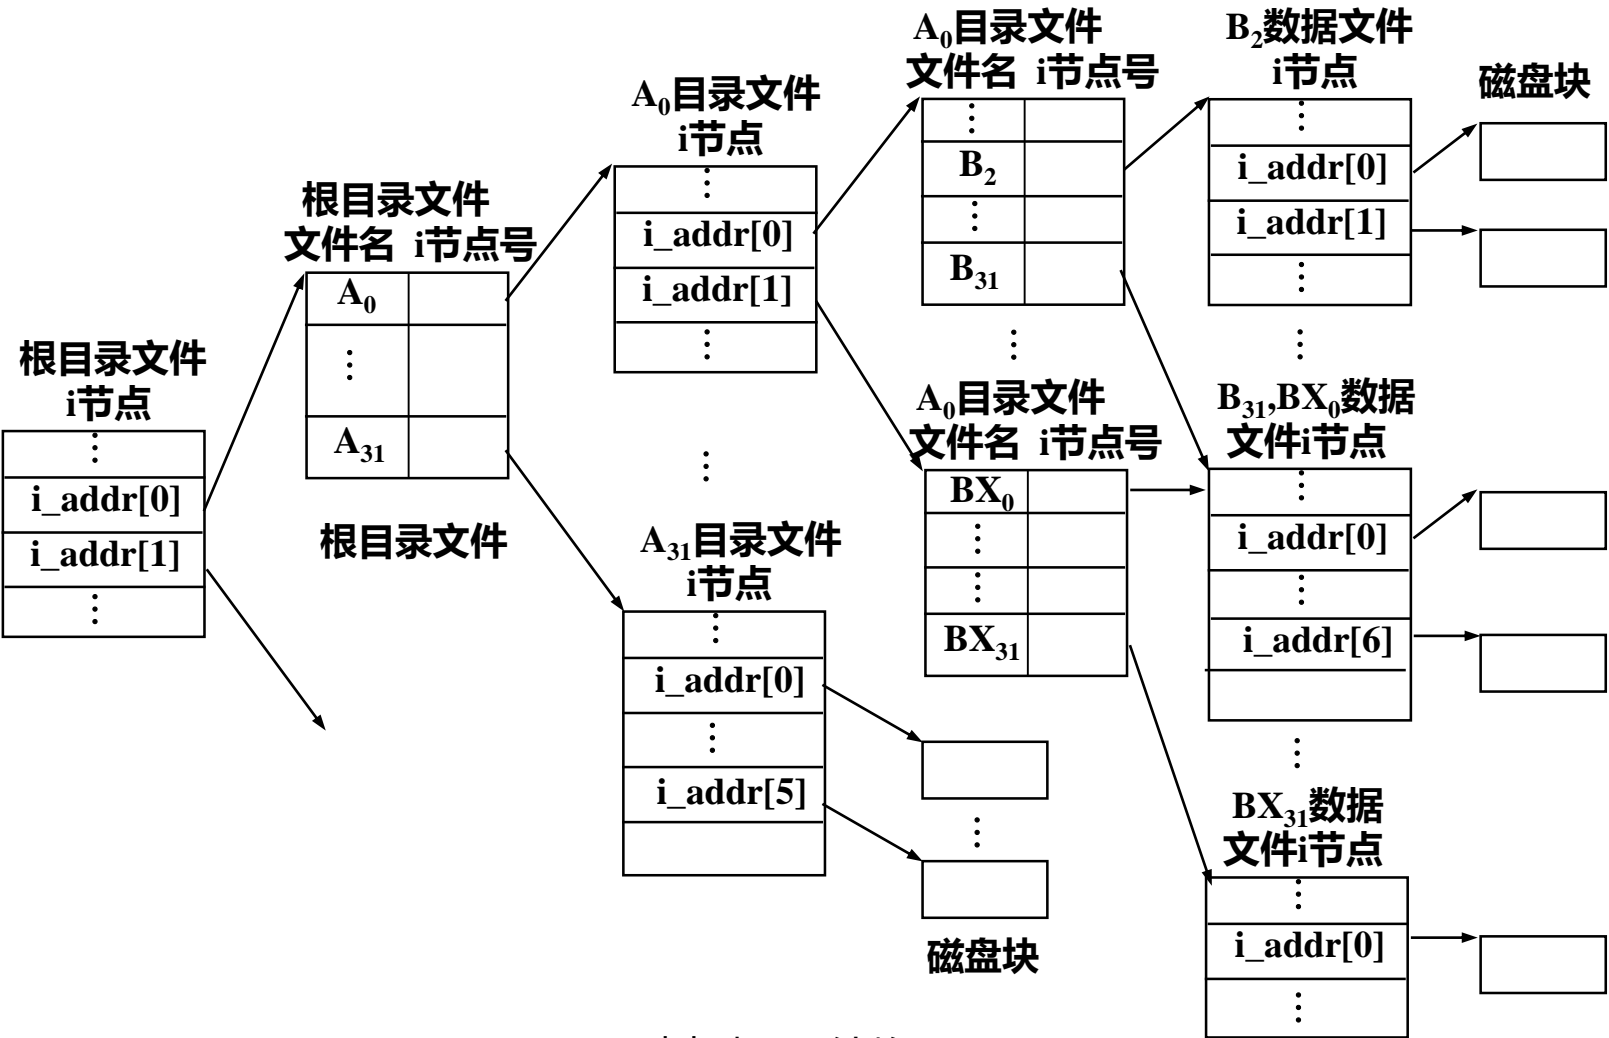 根目录文件
i节点
⋮
i_addr[0]
i_addr[1]
⋮
根目录文件
文件名 i节点号
A0
⋮
A31
根目录文件
A0目录文件
i节点
⋮
i_addr[0]
i_addr[1]
⋮
⋮
A31目录文件
i节点
⋮
i_addr[0]
⋮
i_addr[5]
A0目录文件
文件名 i节点号
⋮
B2
⋮
B31
⋮
A0目录文件
文件名 i节点号
BX0
⋮
⋮
BX31
⋮
磁盘块
B2数据文件
i节点
⋮
i_addr[0]
i_addr[1]
⋮
⋮
B31,BX0数据
文件i节点
⋮
i_addr[0]
⋮
i_addr[6]
⋮
BX31数据
文件i节点
⋮
i_addr[0]
⋮
磁盘块